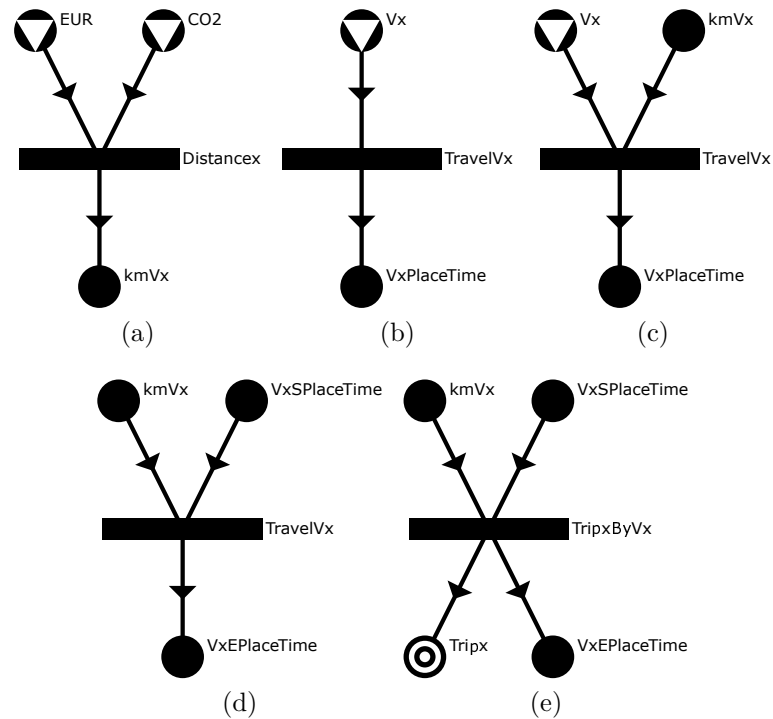 EUR CO2 Vx Vx kmVx
Distancex TravelVx TravelVx
kmVx VxPlaceTime VxPlaceTime
(a) (b) (c)
kmVx VxSPlaceTime kmVx VxSPlaceTime
TravelVx TripxByVx
VxEPlaceTime Tripx VxEPlaceTime
(d) (e)